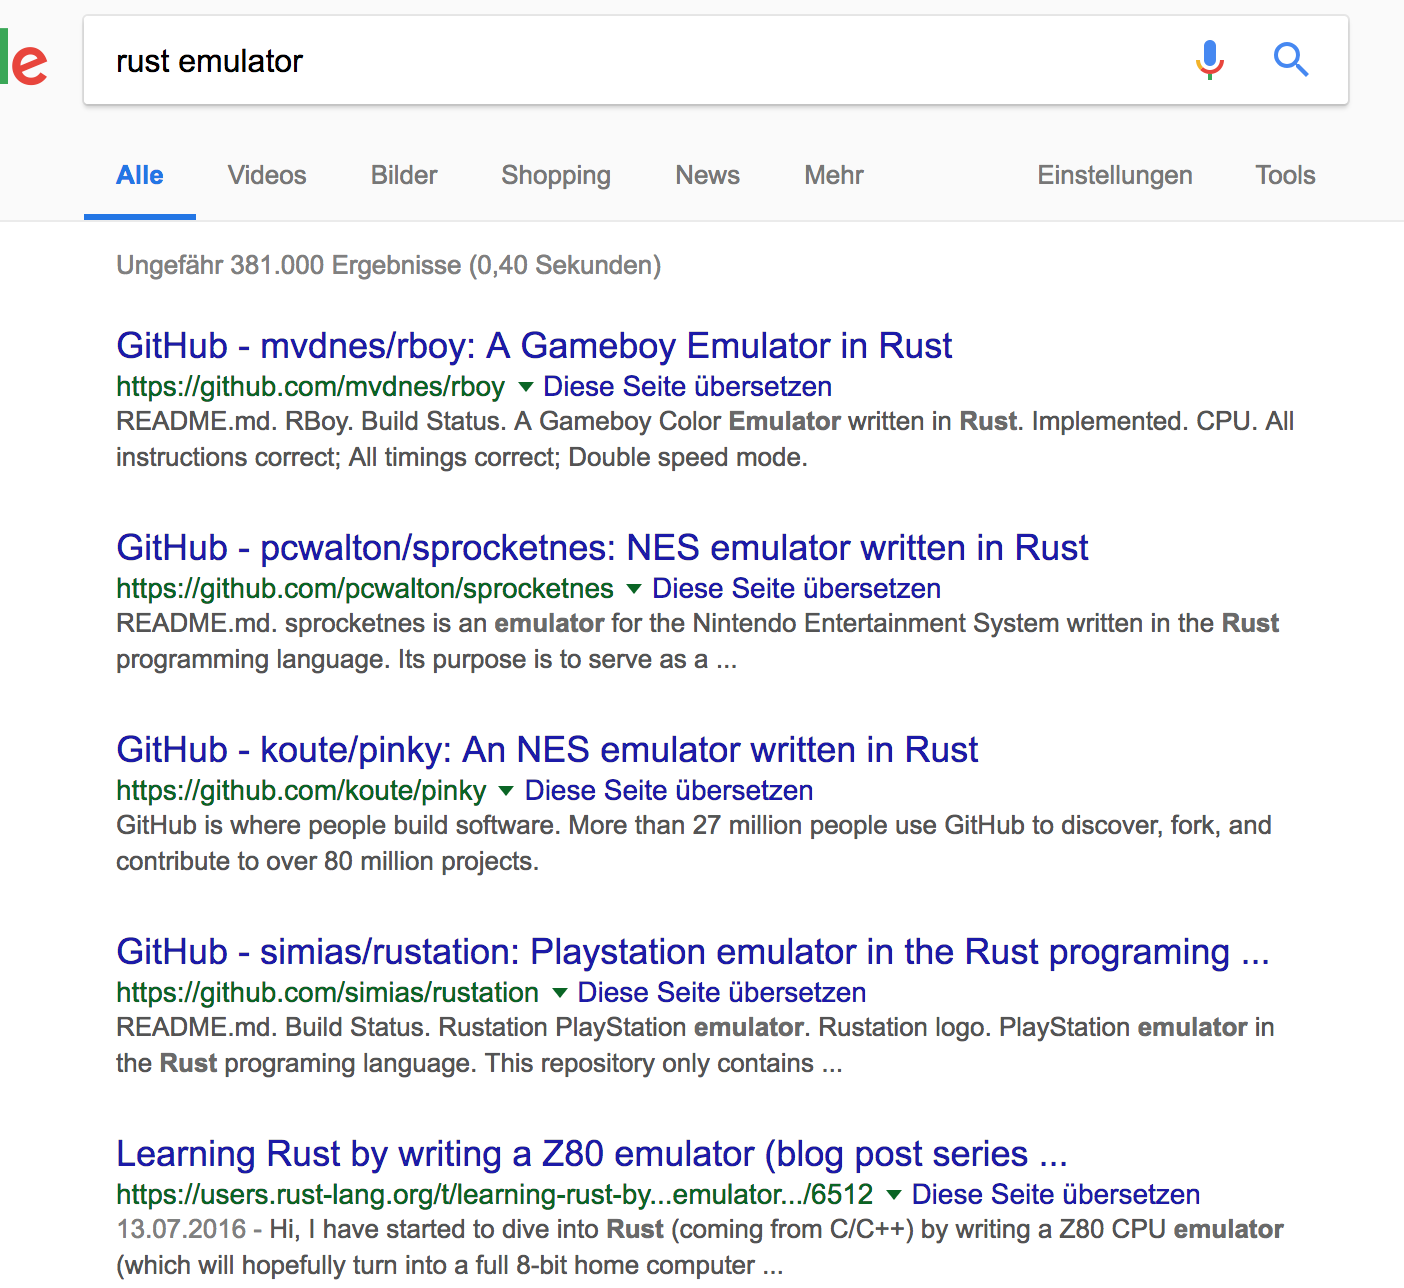 le
rust emulator
Alle Videos Bilder Shopping News Mehr Einstellungen Tools
Ungefähr 381.000 Ergebnisse (0,40 Sekunden)
GitHub - mvdnes/rboy: A Gameboy Emulator in Rust
https://github.com/mvdnes/rboy Diese Seite übersetzen
README.md. RBoy. Build Status. A Gameboy Color Emulator written in Rust. Implemented. CPU. All
instructions correct; All timings correct; Double speed mode.
GitHub - pcwalton/sprocketnes: NES emulator written in Rust
https://github.com/pcwalton/sprocketnes Diese Seite übersetzen
README.md. sprocketnes is an emulator for the Nintendo Entertainment System written in the Rust
programming language. Its purpose is to serve as a ...
GitHub - koute/pinky: An NES emulator written in Rust
https://github.com/koute/pinky Diese Seite übersetzen
GitHub is where people build software. More than 27 million people use GitHub to discover, fork, and
contribute to over 80 million projects.
GitHub - simias/rustation: Playstation emulator in the Rust programing ...
https://github.com/simias/rustation Diese Seite übersetzen
README.md. Build Status. Rustation PlayStation emulator. Rustation logo. PlayStation emulator in
the Rust programing language. This repository only contains ...
Learning Rust by writing a Z80 emulator (blog post series ...
https://users.rust-lang.org/t/learning-rust-by...emulator.../6512 Diese Seite übersetzen
13.07.2016 - Hi, I have started to dive into Rust (coming from C/C++) by writing a Z80 CPU emulator
(which will hopefully turn into a full 8-bit home computer ...